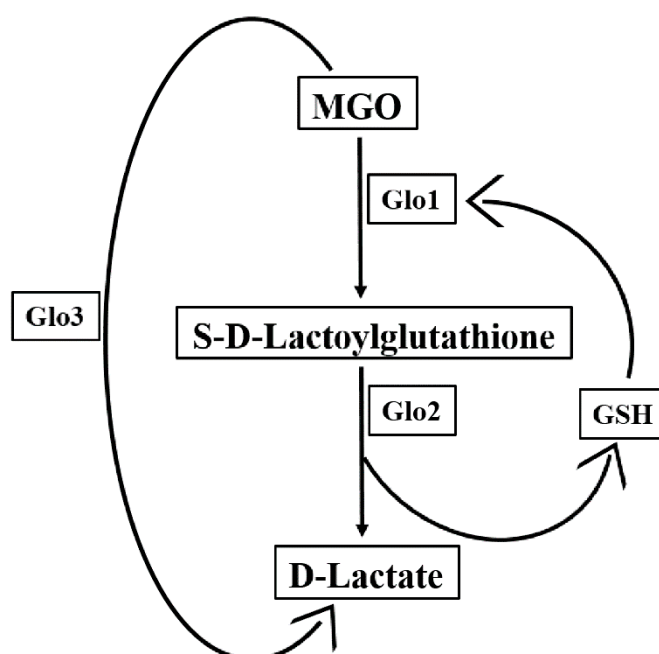 MGO
Glo1
Glo3
S-D-Lactoylglutathione
Glo2
GSH
D-Lactate